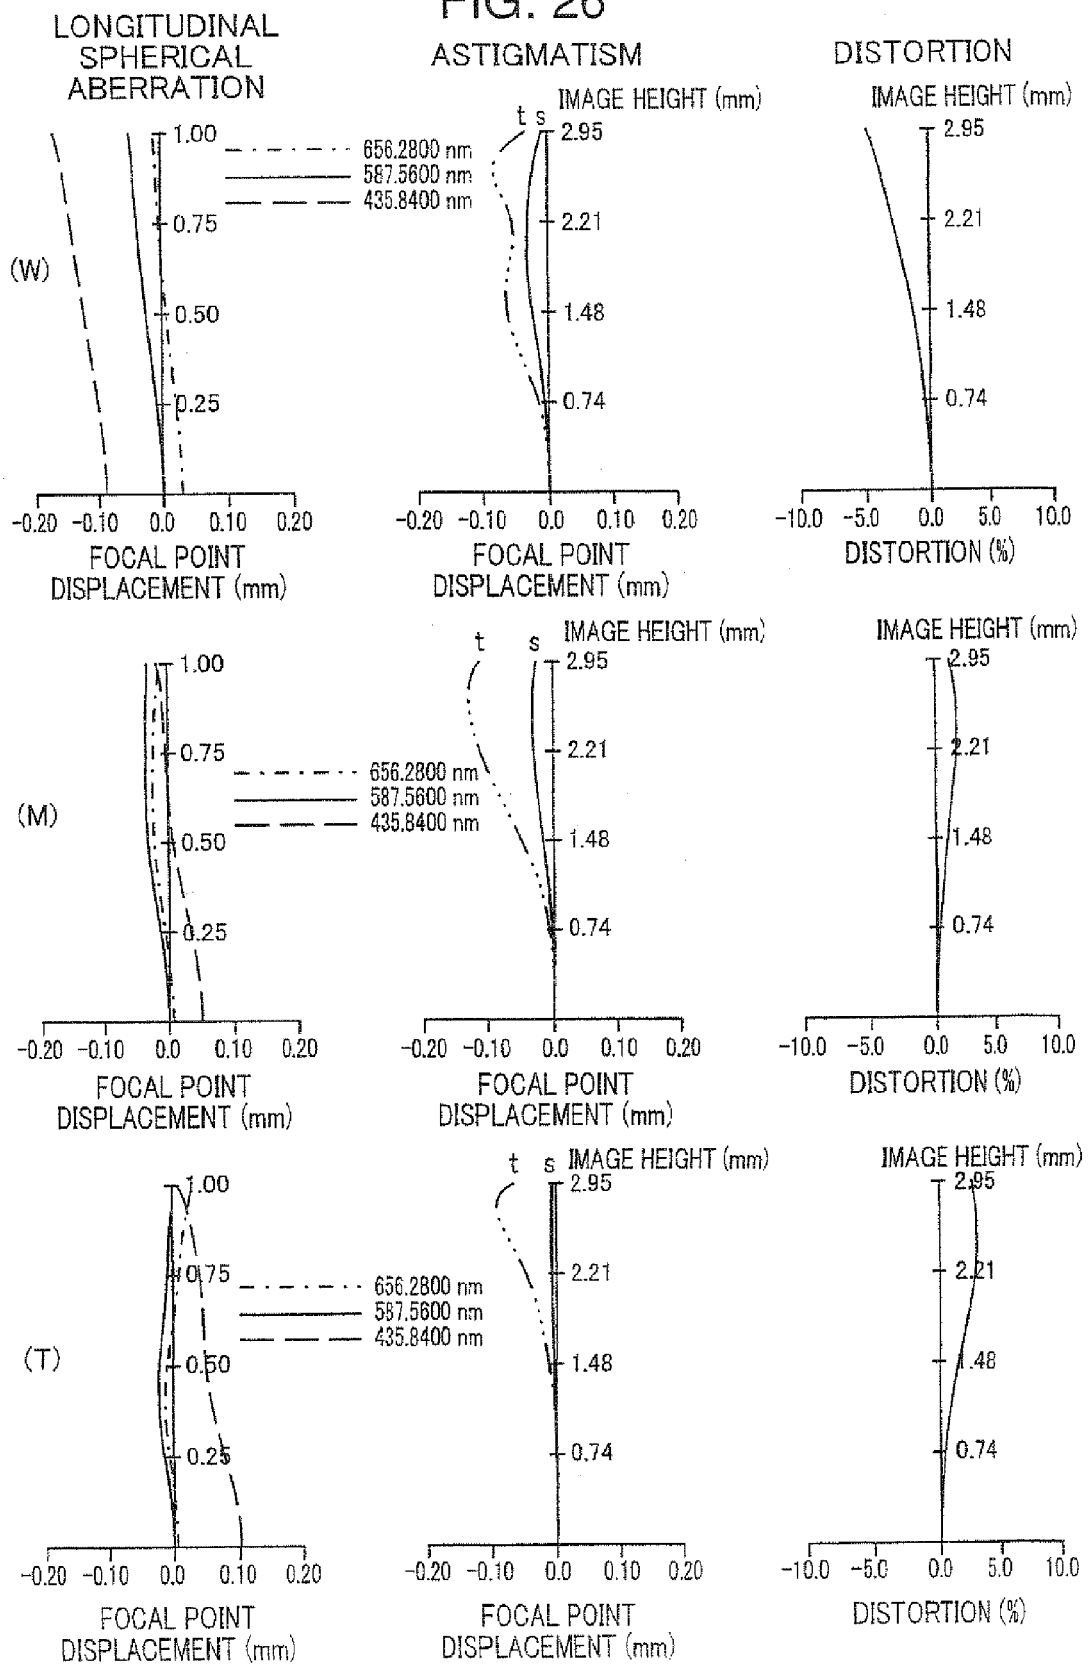 FIG. 26
LONGITUDINAL
SPHERICAL
ABERRATION
ASTIGMATISM
DISTORTION
(W)
1.00
0.75
0.50
0.25
656.2800 nm
587.5600 nm
435.8400 nm
-0.20 -0.10 0.0 0.10 0.20
FOCAL POINT
DISPLACEMENT (mm)
t s
IMAGE HEIGHT (mm)
2.95
2.21
1.48
0.74
-0.20 -0.10 0.0 0.10 0.20
FOCAL POINT
DISPLACEMENT (mm)
IMAGE HEIGHT (mm)
2.95
2.21
1.48
0.74
-10.0 -5.0 0.0 5.0 10.0
DISTORTION (%)
(M)
1.00
0.75
0.50
0.25
656.2800 nm
587.5600 nm
435.8400 nm
-0.20 -0.10 0.0 0.10 0.20
FOCAL POINT
DISPLACEMENT (mm)
t s
IMAGE HEIGHT (mm)
2.95
2.21
1.48
0.74
-0.20 -0.10 0.0 0.10 0.20
FOCAL POINT
DISPLACEMENT (mm)
IMAGE HEIGHT (mm)
2.95
2.21
1.48
0.74
-10.0 -5.0 0.0 5.0 10.0
DISTORTION (%)
(T)
1.00
0.75
0.50
0.25
656.2800 nm
587.5600 nm
435.8400 nm
-0.20 -0.10 0.0 0.10 0.20
FOCAL POINT
DISPLACEMENT (mm)
t s
IMAGE HEIGHT (mm)
2.95
2.21
1.48
0.74
-0.20 -0.10 0.0 0.10 0.20
FOCAL POINT
DISPLACEMENT (mm)
IMAGE HEIGHT (mm)
2.95
2.21
1.48
0.74
-10.0 -5.0 0.0 5.0 10.0
DISTORTION (%)